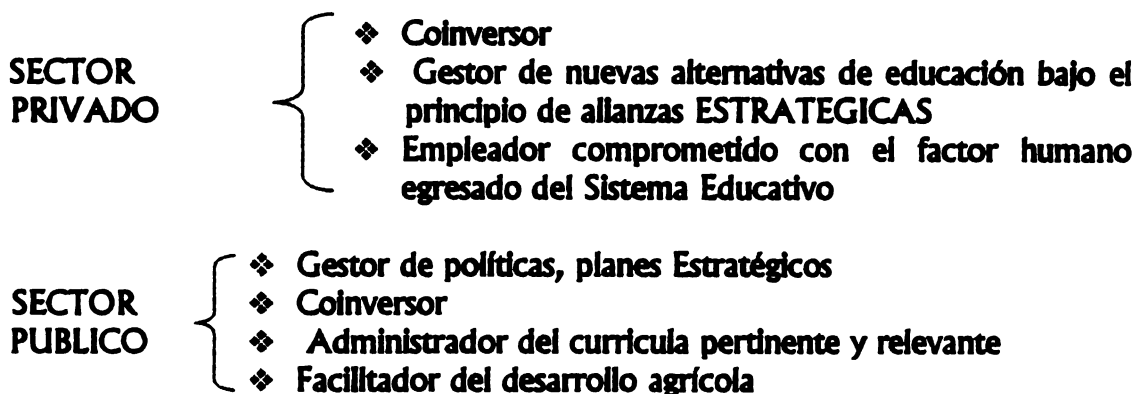 SECTOR
PRIVADO
❖ Coinversor
❖ Gestor de nuevas alternativas de educación bajo el
principio de alianzas ESTRATEGICAS
❖ Empleador comprometido con el factor humano
egresado del Sistema Educativo
SECTOR
PUBLICO
❖ Gestor de políticas, planes Estratégicos
❖ Coinversor
❖ Administrador del curricula pertinente y relevante
❖ Facilitador del desarrollo agrícola